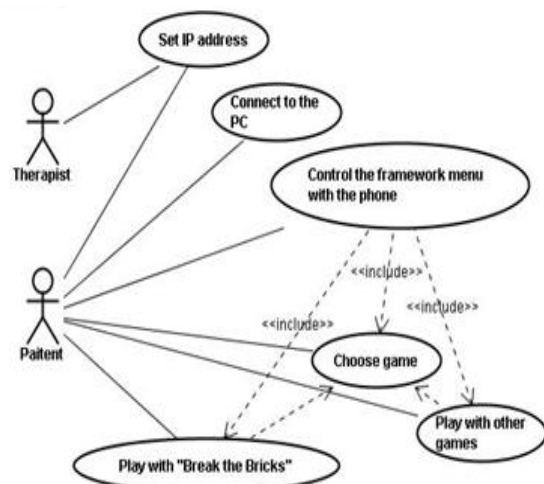 Set IP address
Connect to the
PC
Therapist
Control the framework menu
with the phone
<<include>>
<<include>>
<<include>>
Paitent
Choose game
Play with other
games
Play with "Break the Bricks"